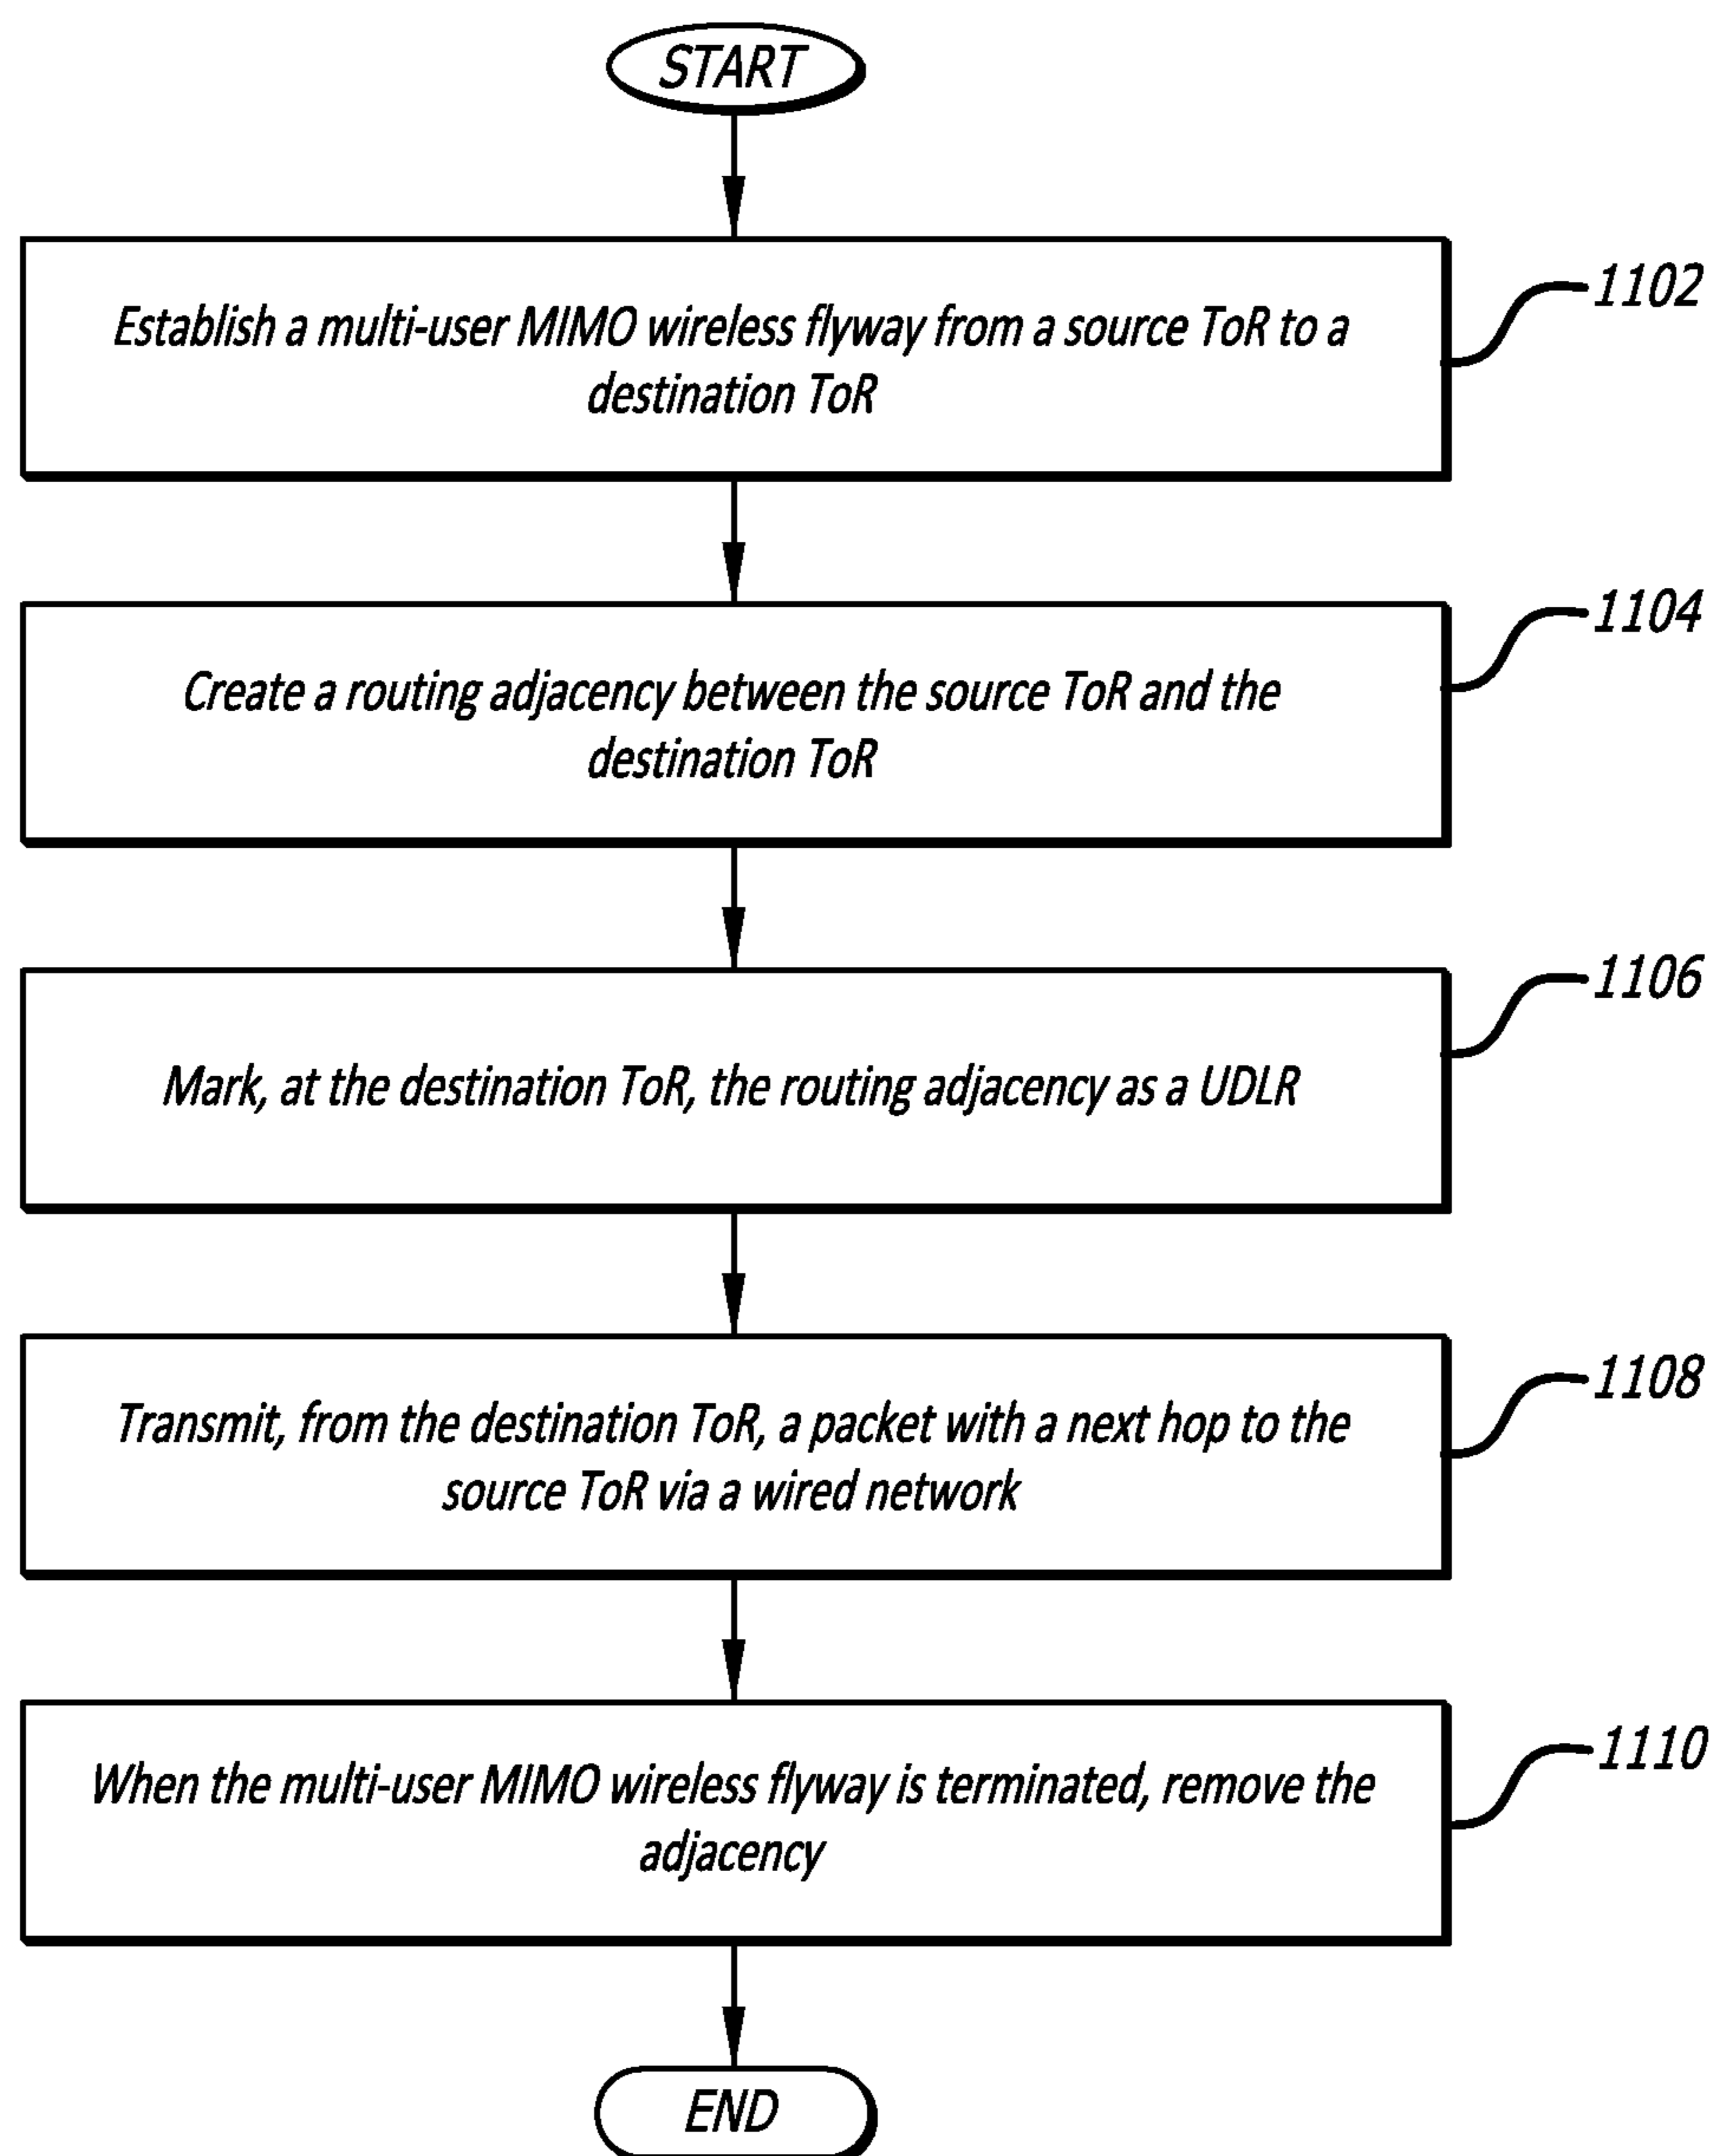 START
Establish a multi-user MIMO wireless flyway from a source ToR to a
destination ToR
1102
Create a routing adjacency between the source ToR and the
destination ToR
1104
Mark, at the destination ToR, the routing adjacency as a UDLR
1106
Transmit, from the destination ToR, a packet with a next hop to the
source ToR via a wired network
1108
When the multi-user MIMO wireless flyway is terminated, remove the
adjacency
1110
END